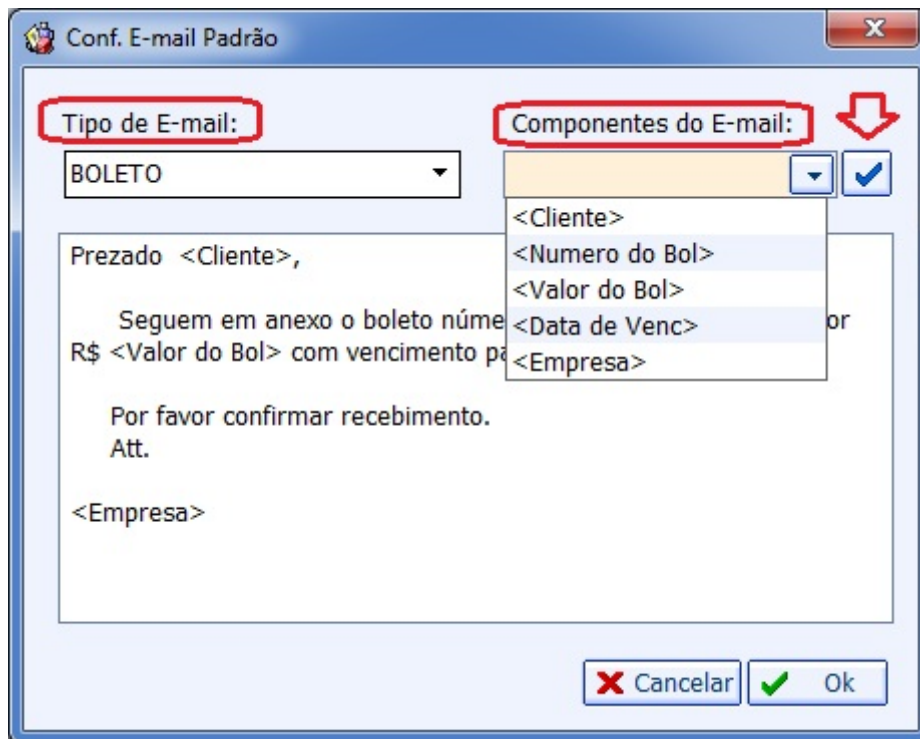 Conf. E-mail Padrão
Tipo de E-mail:
Componentes do E-mail:
BOLETO
<Cliente>
<Numero do Bol>
<Valor do Bol>
<Data de Venc>
<Empresa>
Prezado <Cliente>,
Seguem em anexo o boleto núme or
R$ <Valor do Bol> com vencimento pa
Por favor confirmar recebimento.
Att.
<Empresa>
Cancelar
Ok